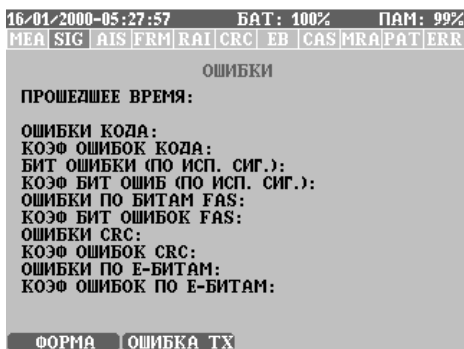 16/01/2000-05:27:57 БАТ: 100% ПАМ: 99%
MEA SIG AIS FRM RAI CRC EB CAS MRA PAT ERR
ОШИБКИ
ПРОШЕДШЕЕ ВРЕМЯ:
ОШИБКИ КОДА:
КОЭФ ОШИБОК КОДА:
БИТ ОШИБКИ (ПО ИСП. СИГ.):
КОЭФ БИТ ОШИБ (ПО ИСП. СИГ.):
ОШИБКИ ПО БИТАМ FAS:
КОЭФ БИТ ОШИБОК FAS:
ОШИБКИ CRC:
КОЭФ ОШИБОК CRC:
ОШИБКИ ПО Е-БИТАМ:
КОЭФ ОШИБОК ПО Е-БИТАМ:
ФОРМА ОШИБКА TX